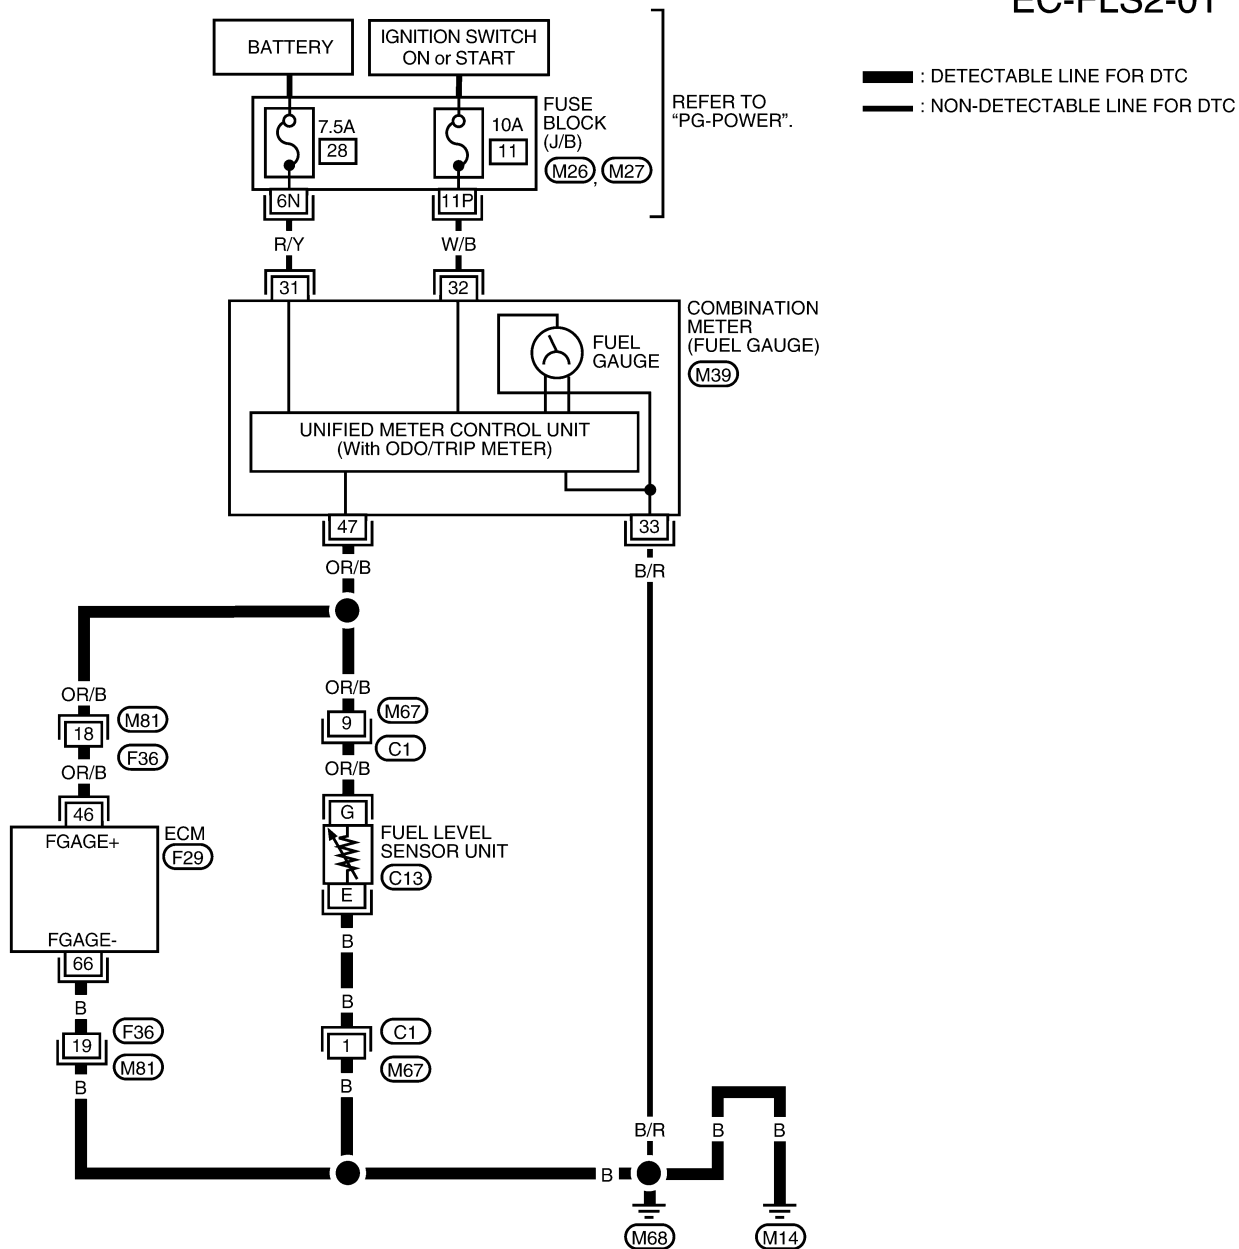 EC-FLS2-01
BATTERY
IGNITION SWITCH
ON or START
: DETECTABLE LINE FOR DTC
: NON-DETECTABLE LINE FOR DTC
REFER TO
“PG-POWER”.
7.5A
28
10A
11
FUSE
BLOCK
(J/B)
M26 , M27
6N
11P
R/Y
W/B
31
32
COMBINATION
METER
(FUEL GAUGE)
M39
FUEL
GAUGE
UNIFIED METER CONTROL UNIT
(With ODO/TRIP METER)
47
33
OR/B
B/R
OR/B
18
M81
F36
OR/B
46
FGAGE+
ECM
F29
FGAGE-
66
B
19
F36
M81
B
OR/B
9
M67
C1
OR/B
G
FUEL LEVEL
SENSOR UNIT
C13
E
B
B
1
C1
M67
B
B/R
B
B
B
M68
M14